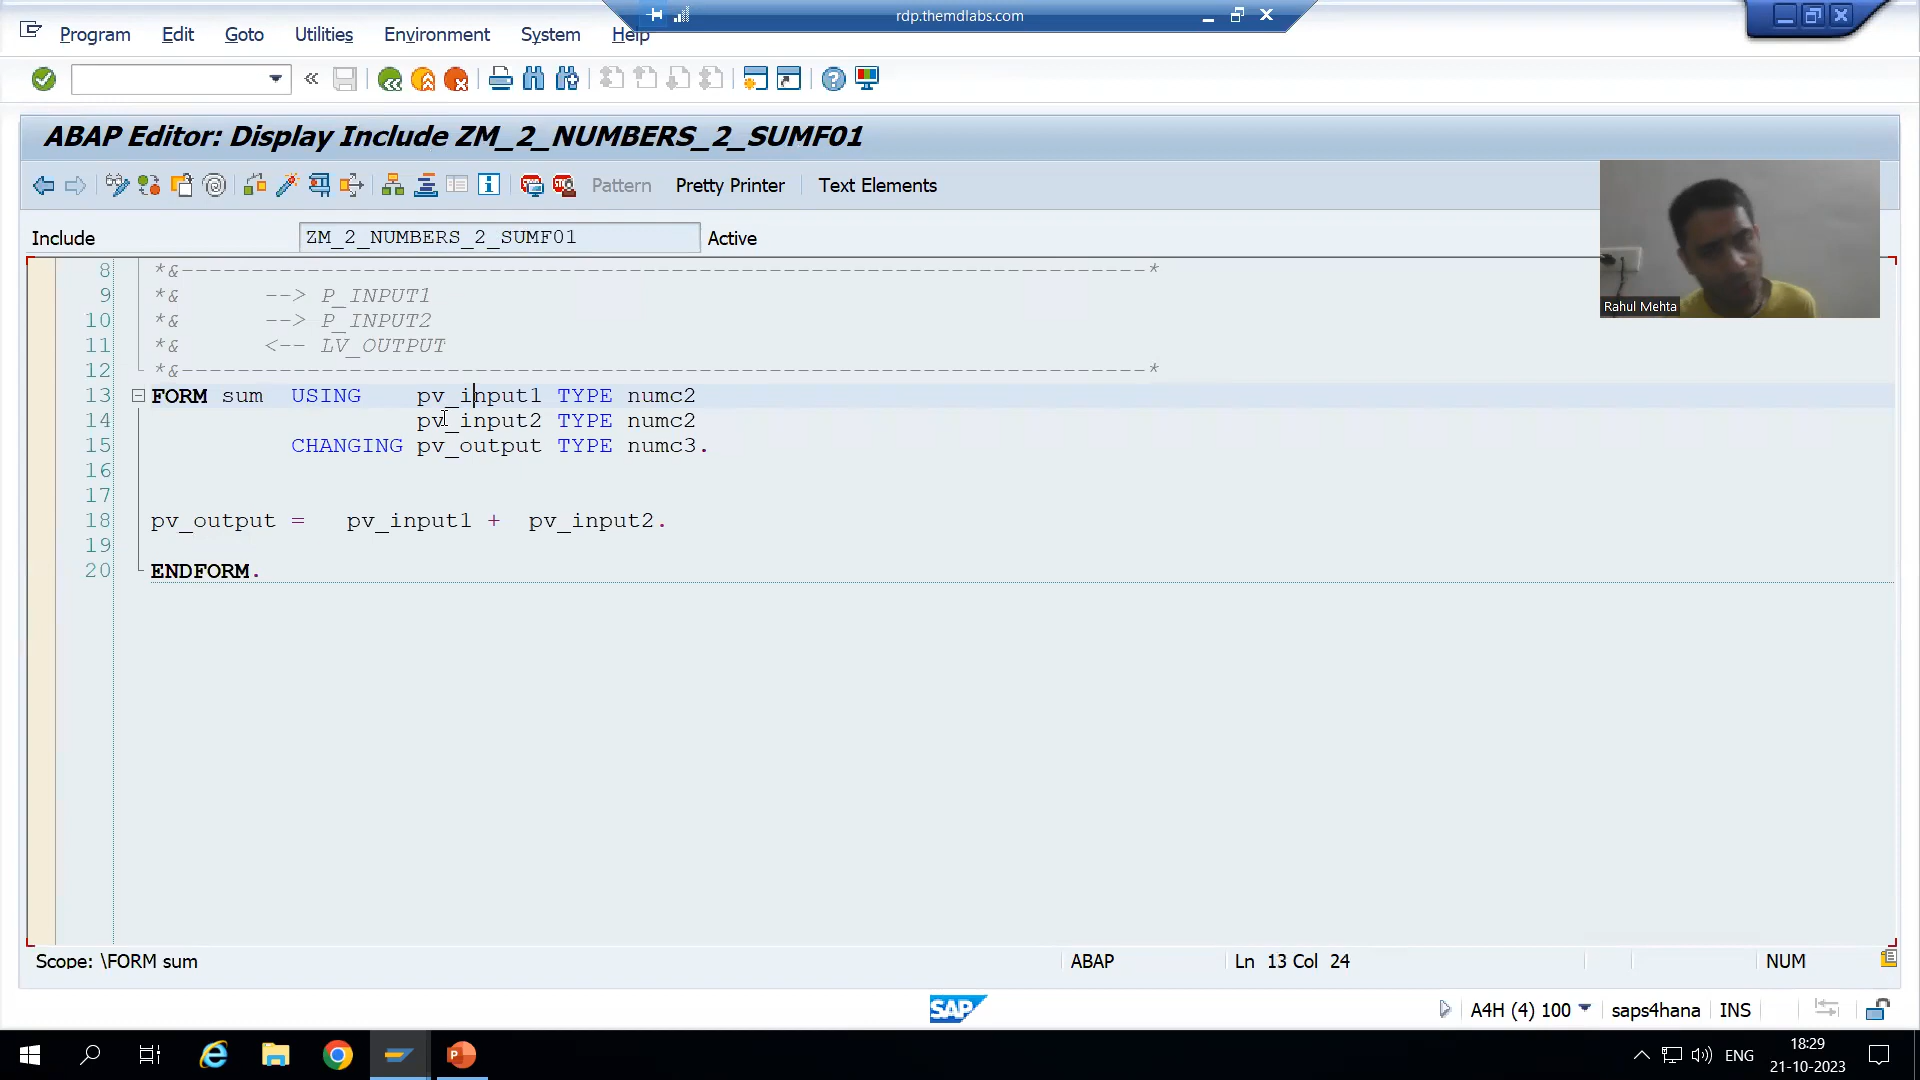 rdp.themdlabs.com
Program Edit Goto Utilities Environment System Help
ABAP Editor: Display Include ZM_2_NUMBERS_2_SUMF01
Pattern Pretty Printer Text Elements
Include ZM_2_NUMBERS_2_SUMF01 Active
Rahul Mehta
8 *&---------------------------------------------------------------------*
9 *& --> P_INPUT1
10 *& --> P_INPUT2
11 *& <-- LV_OUTPUT
12 *&---------------------------------------------------------------------*
13 FORM sum USING pv_input1 TYPE numc2
14 pv_input2 TYPE numc2
15 CHANGING pv_output TYPE numc3.
16
17
18 pv_output = pv_input1 + pv_input2.
19
20 ENDFORM.
Scope: \FORM sum ABAP Ln 13 Col 24 NUM
SAP A4H (4) 100 saps4hana INS
ENG 18:29
21-10-2023